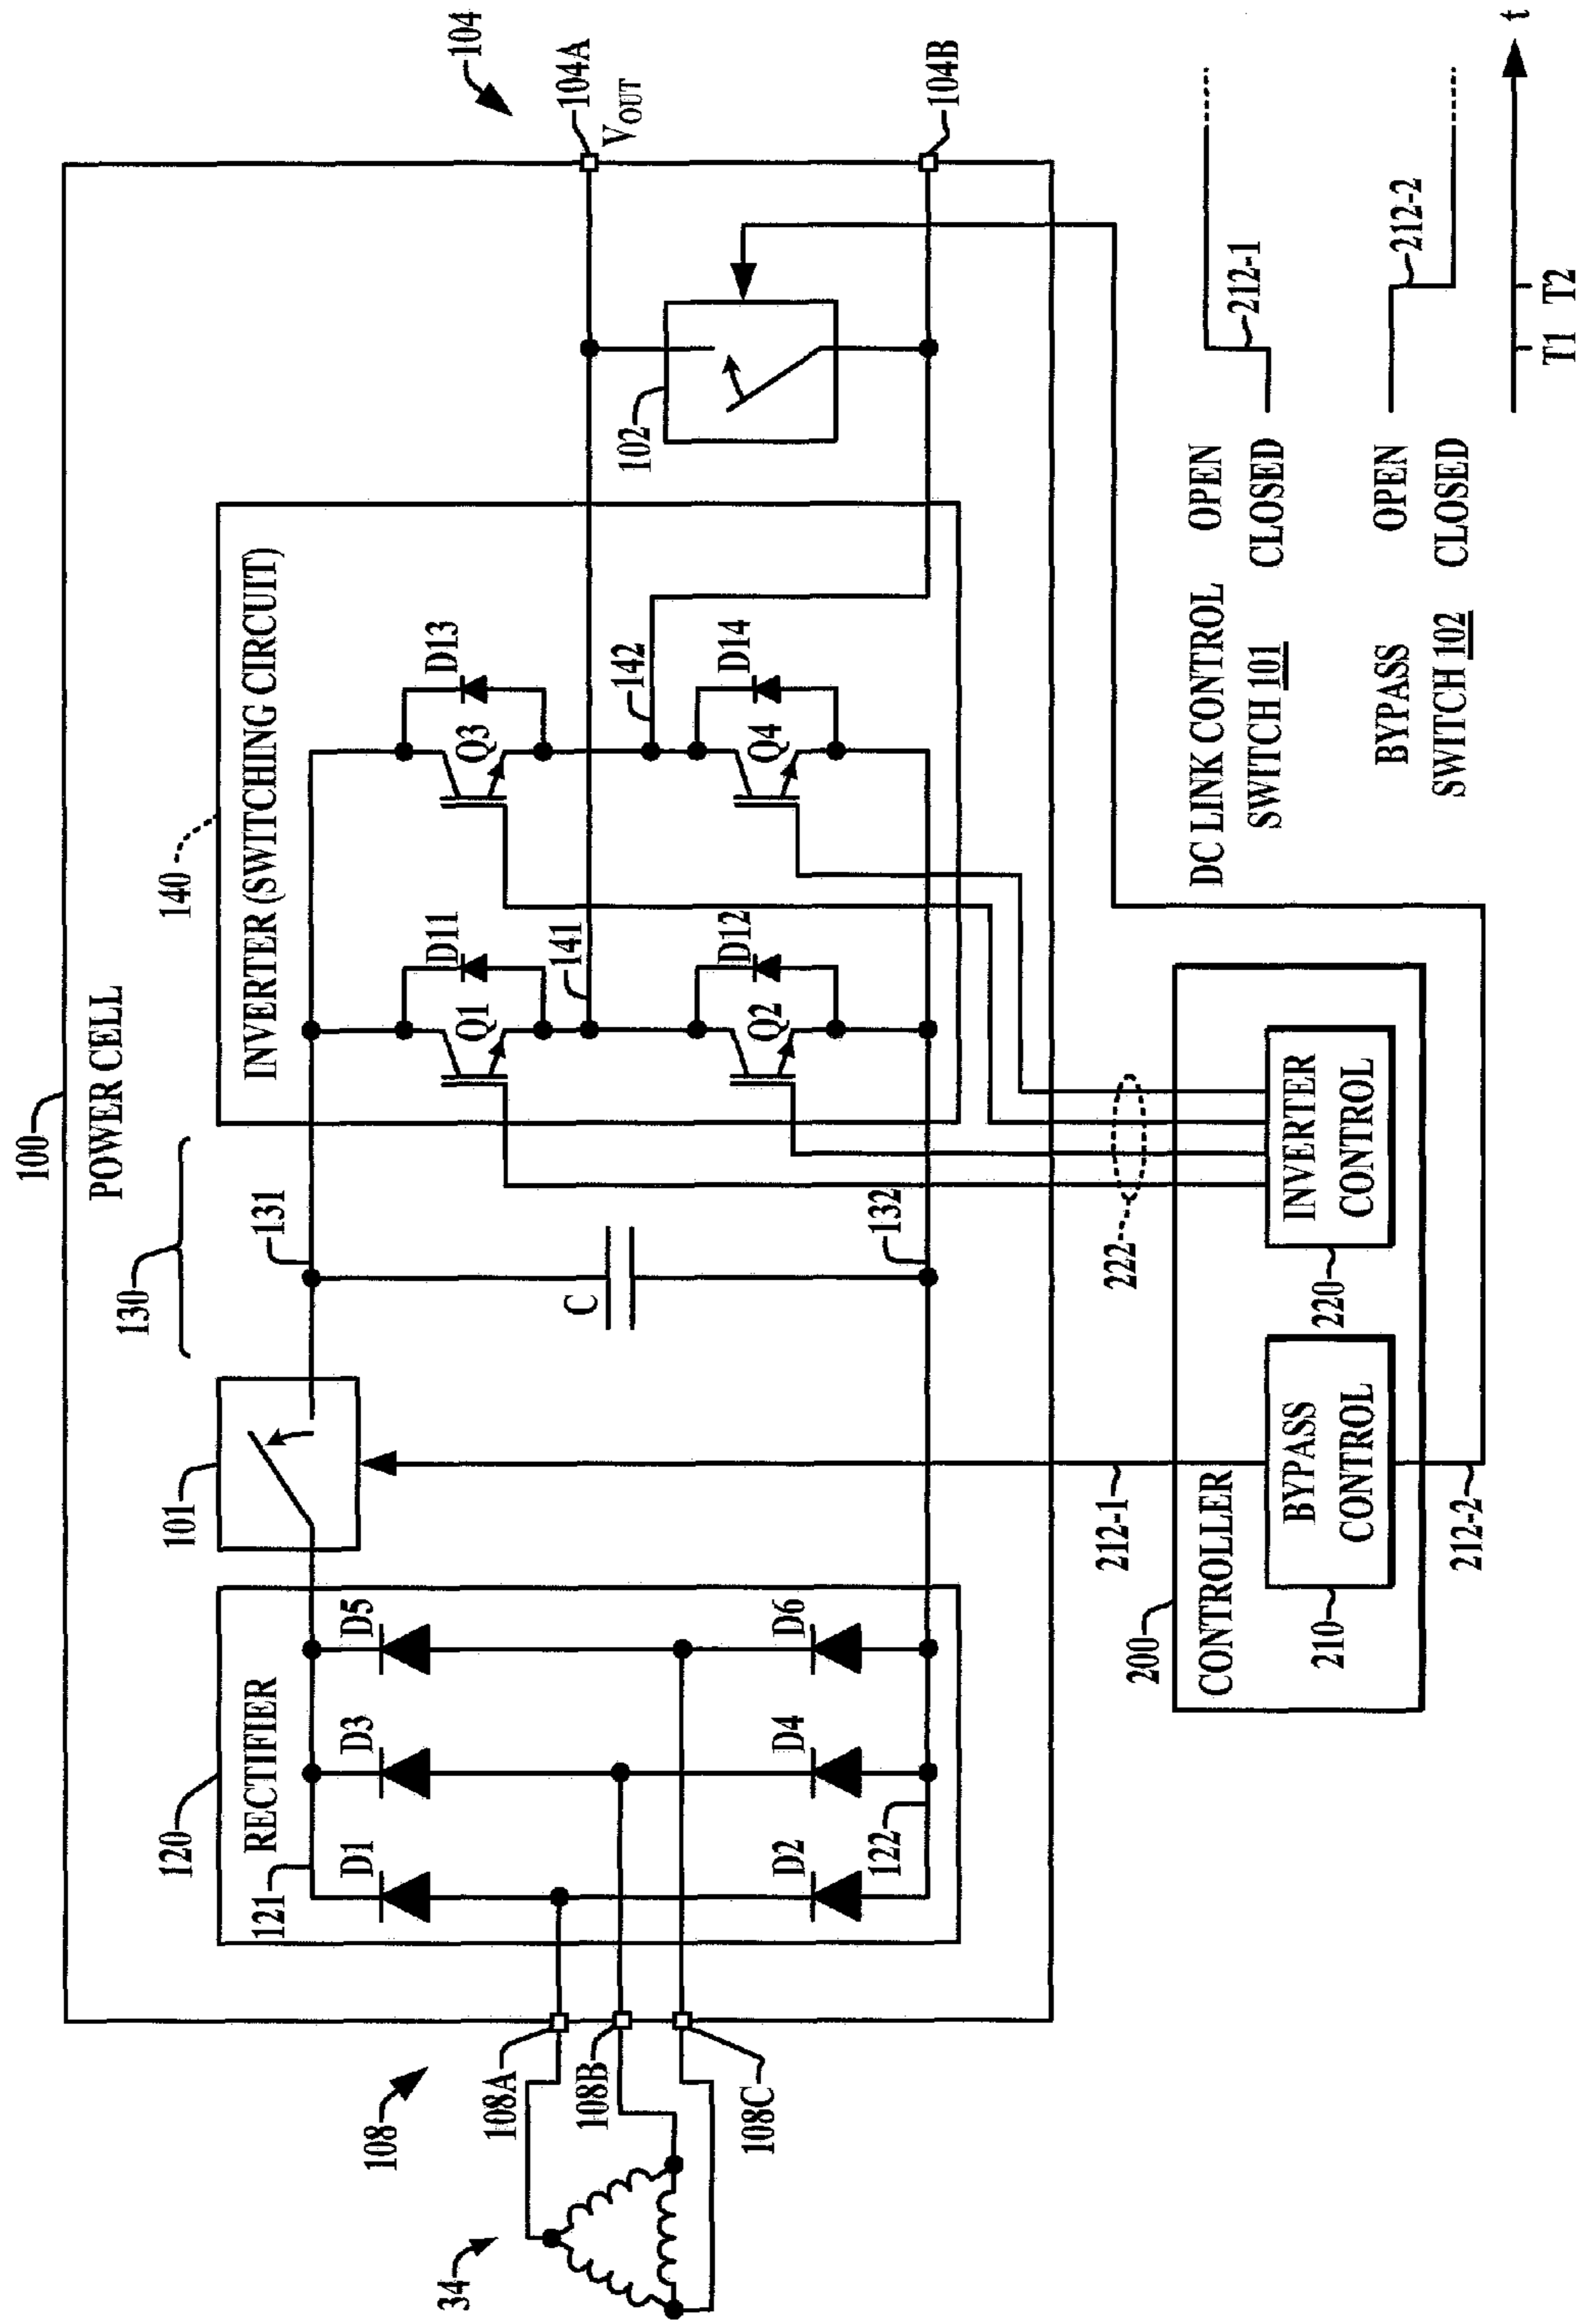 100
POWER CELL
130
140
INVERTER (SWITCHING CIRCUIT)
104
120
RECTIFIER
121
D1
D3
D5
101
131
Q1
D11
141
Q3
D13
142
102
104A
V_OUT
104B
108
108A
108B
108C
34
D2
D4
D6
122
C
132
Q2
D12
Q4
D14
200
CONTROLLER
212-1
222
210
BYPASS
CONTROL
220
INVERTER
CONTROL
212-2
DC LINK CONTROL
SWITCH 101
OPEN
CLOSED
212-1
BYPASS
SWITCH 102
OPEN
CLOSED
212-2
T1
T2
t